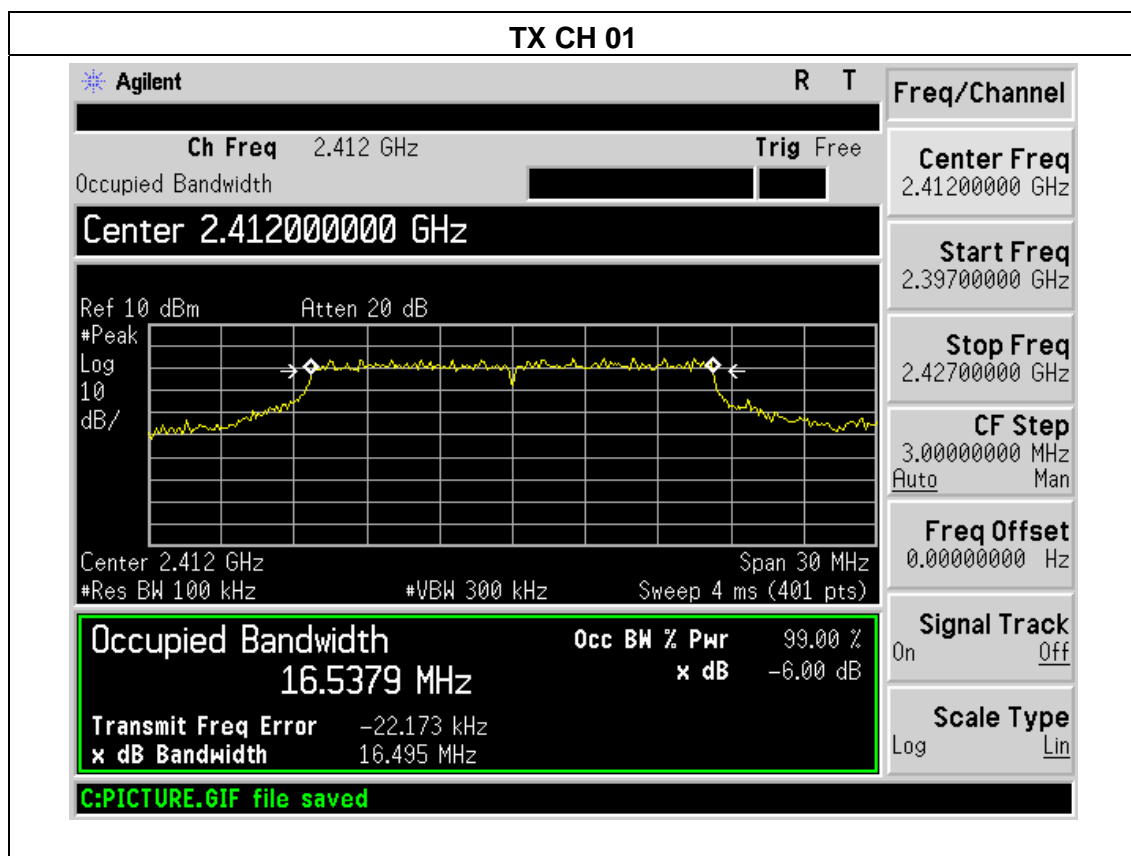 TX CH 01
Agilent R T
Ch Freq 2.412 GHz Trig Free
Occupied Bandwidth
Center 2.412000000 GHz
Ref 10 dBm Atten 20 dB
#Peak
Log
10
dB/
Center 2.412 GHz Span 30 MHz
#Res BW 100 kHz #VBW 300 kHz Sweep 4 ms (401 pts)
Occupied Bandwidth Occ BW % Pwr 99.00 %
16.5379 MHz x dB -6.00 dB
Transmit Freq Error -22.173 kHz
x dB Bandwidth 16.495 MHz
C:PICTURE.GIF file saved
Freq/Channel
Center Freq
2.41200000 GHz
Start Freq
2.39700000 GHz
Stop Freq
2.42700000 GHz
CF Step
3.00000000 MHz
Auto Man
Freq Offset
0.00000000 Hz
Signal Track
On Off
Scale Type
Log Lin